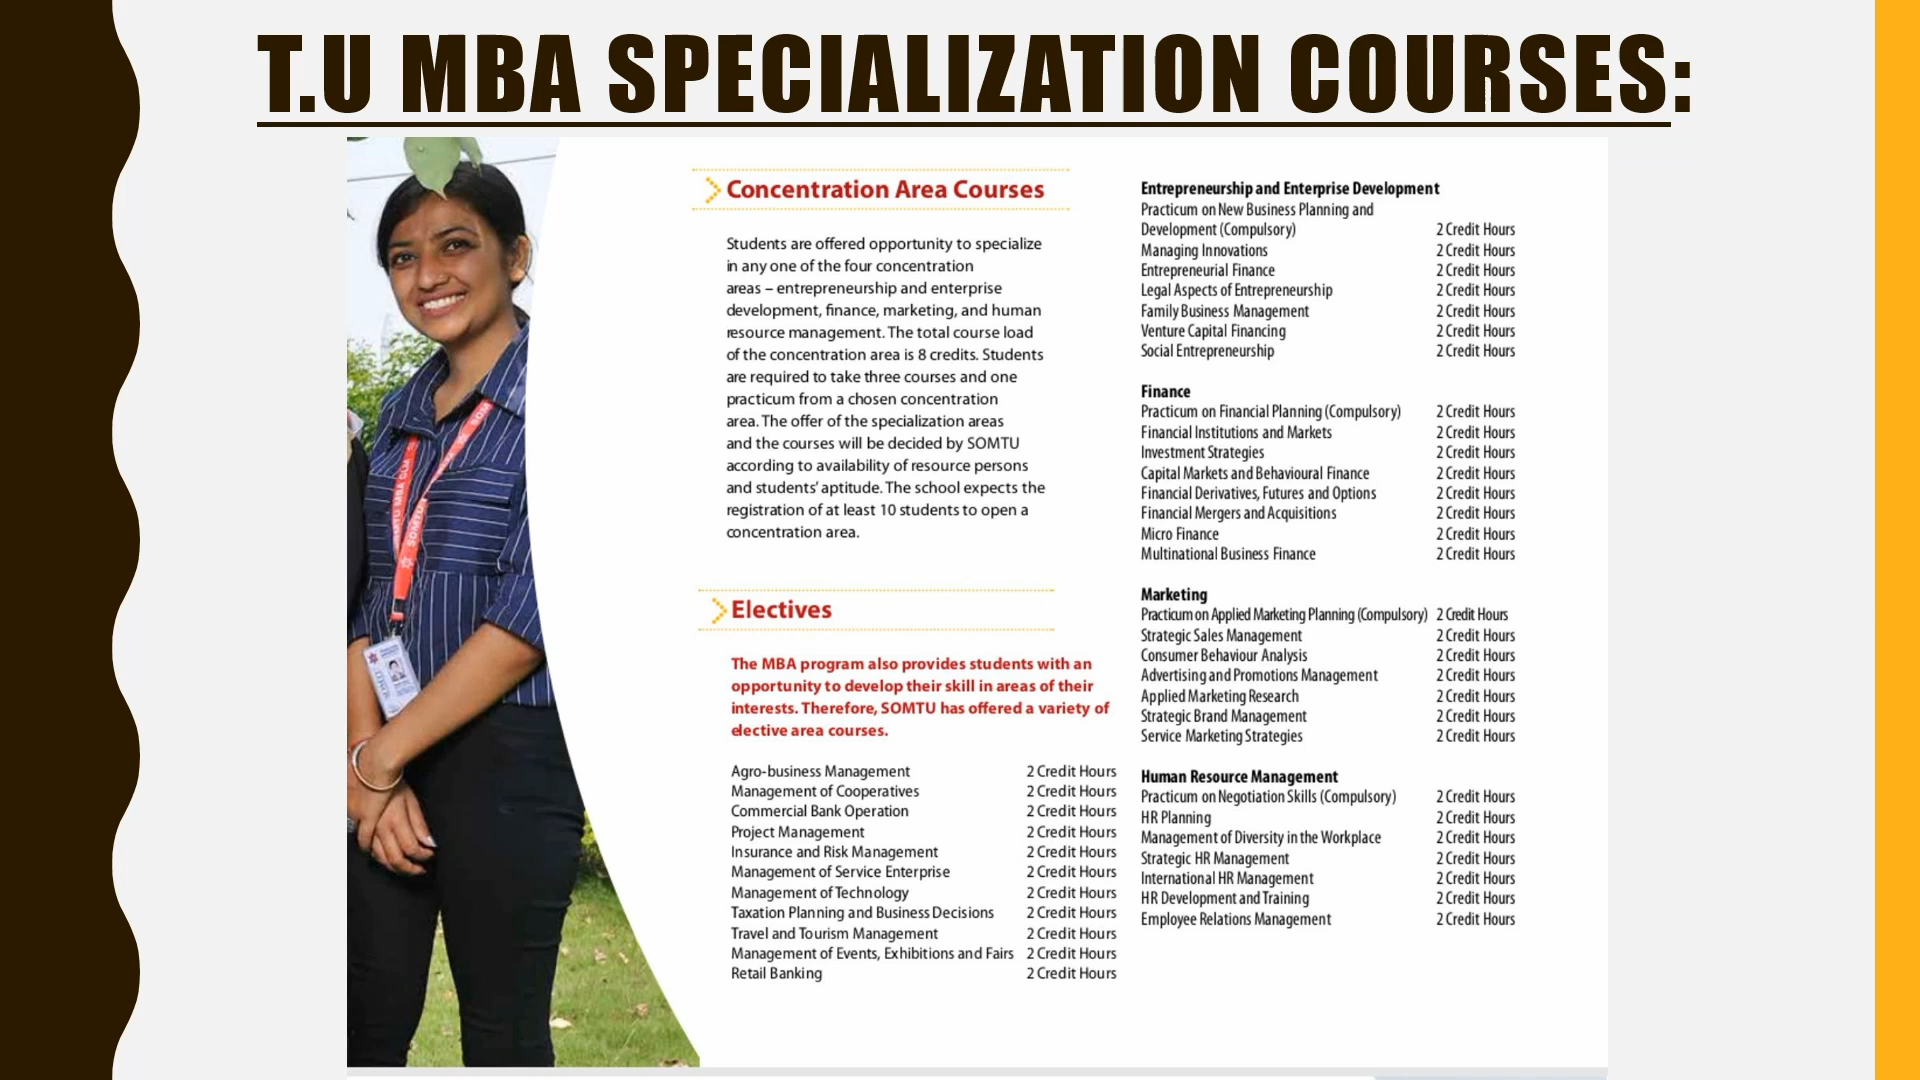 T.U MBA SPECIALIZATION COURSES:
Concentration Area Courses
Students are offered opportunity to specialize
in any one of the four concentration
areas – entrepreneurship and enterprise
development, finance, marketing, and human
resource management. The total course load
of the concentration area is 8 credits. Students
are required to take three courses and one
practicum from a chosen concentration
area. The offer of the specialization areas
and the courses will be decided by SOMTU
according to availability of resource persons
and students' aptitude. The school expects the
registration of at least 10 students to open a
concentration area.
Electives
The MBA program also provides students with an
opportunity to develop their skill in areas of their
interests. Therefore, SOMTU has offered a variety of
elective area courses.
Agro-business Management 2 Credit Hours
Management of Cooperatives 2 Credit Hours
Commercial Bank Operation 2 Credit Hours
Project Management 2 Credit Hours
Insurance and Risk Management 2 Credit Hours
Management of Service Enterprise 2 Credit Hours
Management of Technology 2 Credit Hours
Taxation Planning and Business Decisions 2 Credit Hours
Travel and Tourism Management 2 Credit Hours
Management of Events, Exhibitions and Fairs 2 Credit Hours
Retail Banking 2 Credit Hours
Entrepreneurship and Enterprise Development
Practicum on New Business Planning and
Development (Compulsory) 2 Credit Hours
Managing Innovations 2 Credit Hours
Entrepreneurial Finance 2 Credit Hours
Legal Aspects of Entrepreneurship 2 Credit Hours
Family Business Management 2 Credit Hours
Venture Capital Financing 2 Credit Hours
Social Entrepreneurship 2 Credit Hours
Finance
Practicum on Financial Planning (Compulsory) 2 Credit Hours
Financial Institutions and Markets 2 Credit Hours
Investment Strategies 2 Credit Hours
Capital Markets and Behavioural Finance 2 Credit Hours
Financial Derivatives, Futures and Options 2 Credit Hours
Financial Mergers and Acquisitions 2 Credit Hours
Micro Finance 2 Credit Hours
Multinational Business Finance 2 Credit Hours
Marketing
Practicum on Applied Marketing Planning (Compulsory) 2 Credit Hours
Strategic Sales Management 2 Credit Hours
Consumer Behaviour Analysis 2 Credit Hours
Advertising and Promotions Management 2 Credit Hours
Applied Marketing Research 2 Credit Hours
Strategic Brand Management 2 Credit Hours
Service Marketing Strategies 2 Credit Hours
Human Resource Management
Practicum on Negotiation Skills (Compulsory) 2 Credit Hours
HR Planning 2 Credit Hours
Management of Diversity in the Workplace 2 Credit Hours
Strategic HR Management 2 Credit Hours
International HR Management 2 Credit Hours
HR Development and Training 2 Credit Hours
Employee Relations Management 2 Credit Hours